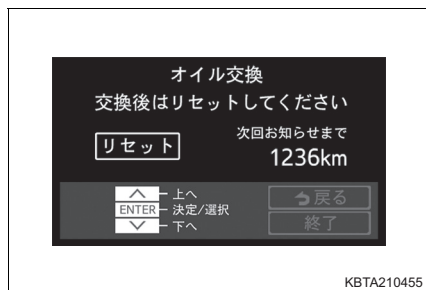 オイル交換
交換後はリセットしてください
リセット
次回お知らせまで
1236km
上へ
ENTER 決定/選択
下へ
戻る
終了
KBTA210455